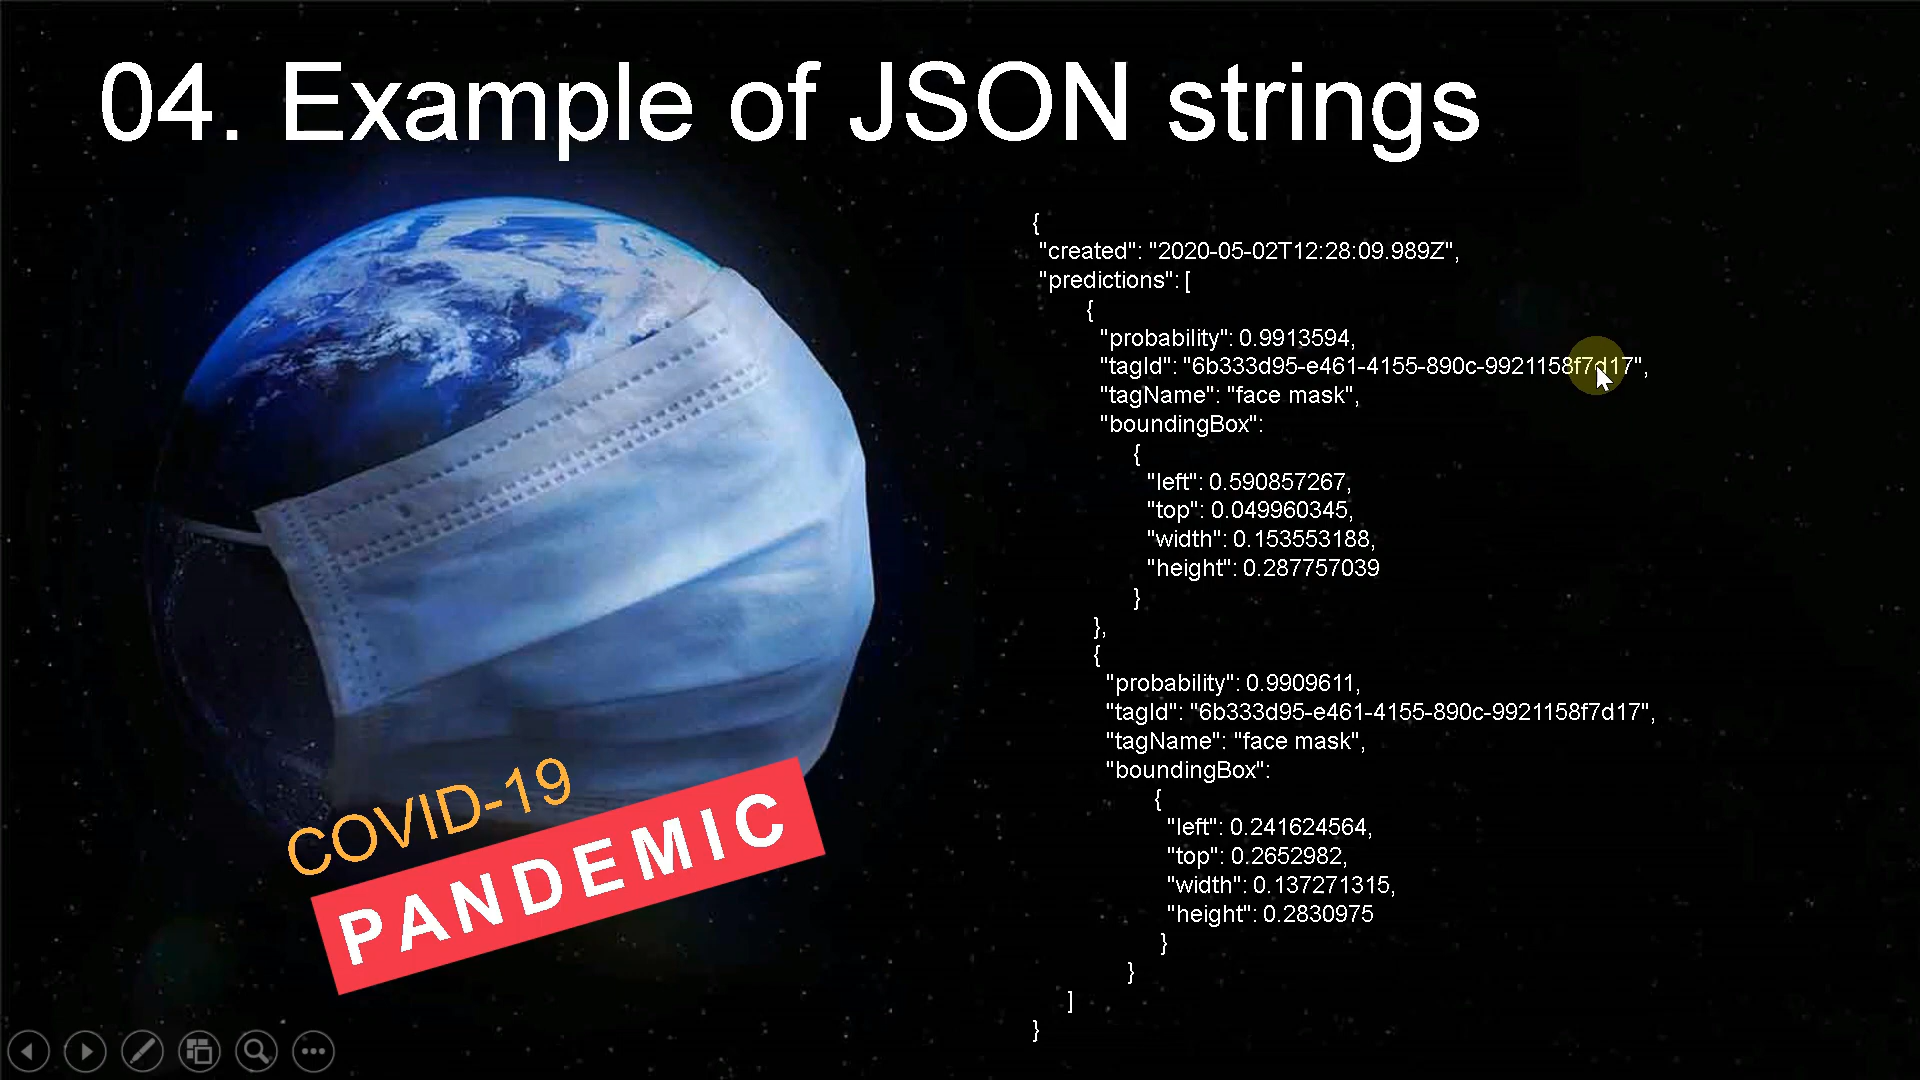 04. Example of JSON strings
{
"created": "2020-05-02T12:28:09.989Z",
"predictions": [
{
"probability": 0.9913594,
"tagId": "6b333d95-e461-4155-890c-9921158f7d17",
"tagName": "face mask",
"boundingBox":
{
"left": 0.590857267,
"top": 0.049960345,
"width": 0.153553188,
"height": 0.287757039
}
},
{
"probability": 0.9909611,
"tagId": "6b333d95-e461-4155-890c-9921158f7d17",
"tagName": "face mask",
"boundingBox":
{
"left": 0.241624564,
"top": 0.2652982,
"width": 0.137271315,
"height": 0.2830975
}
}
]
}
COVID-19
PANDEMIC